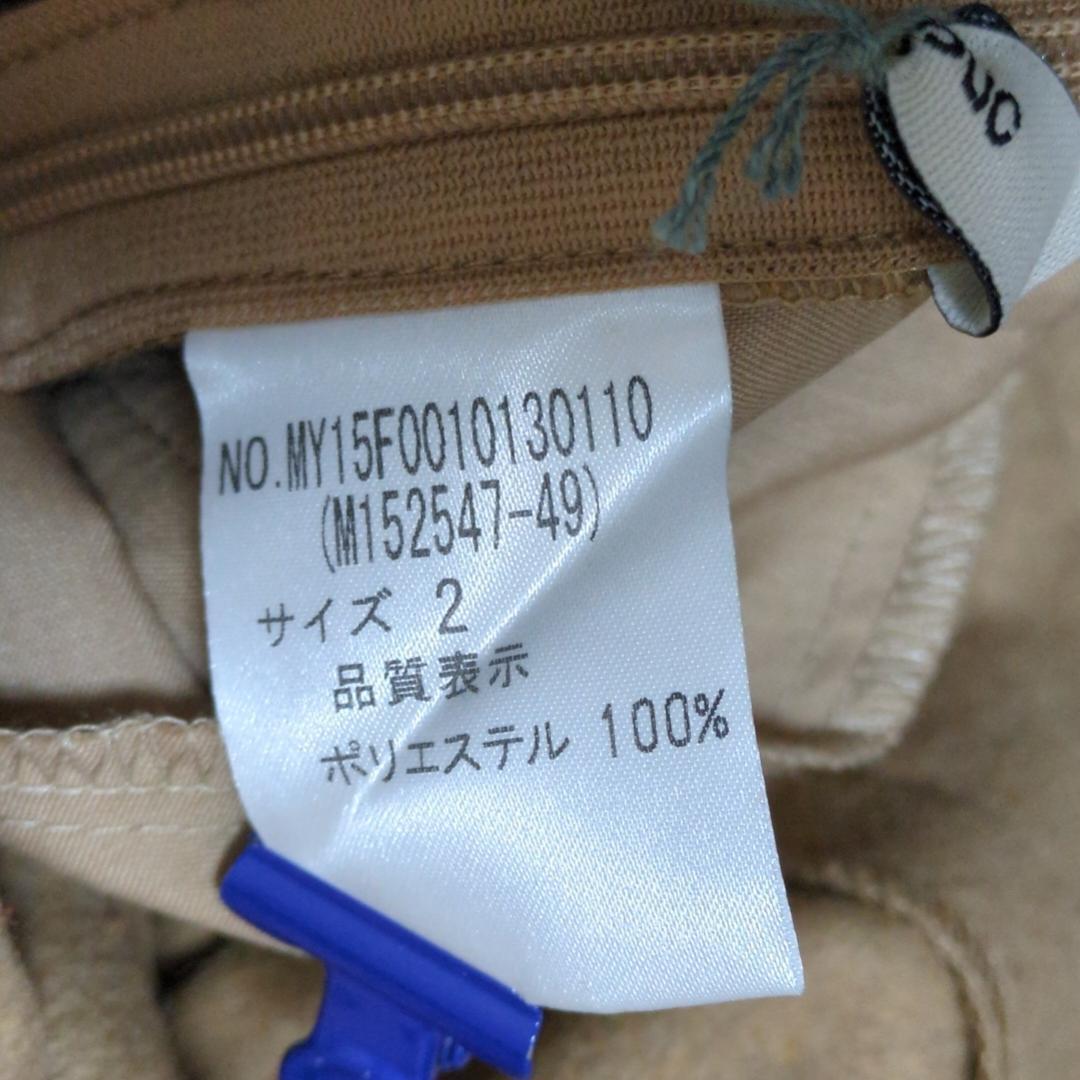 NO.MY15F0010130110
(M152547-49)
サイズ 2
品質表示
ポリエステル 100%